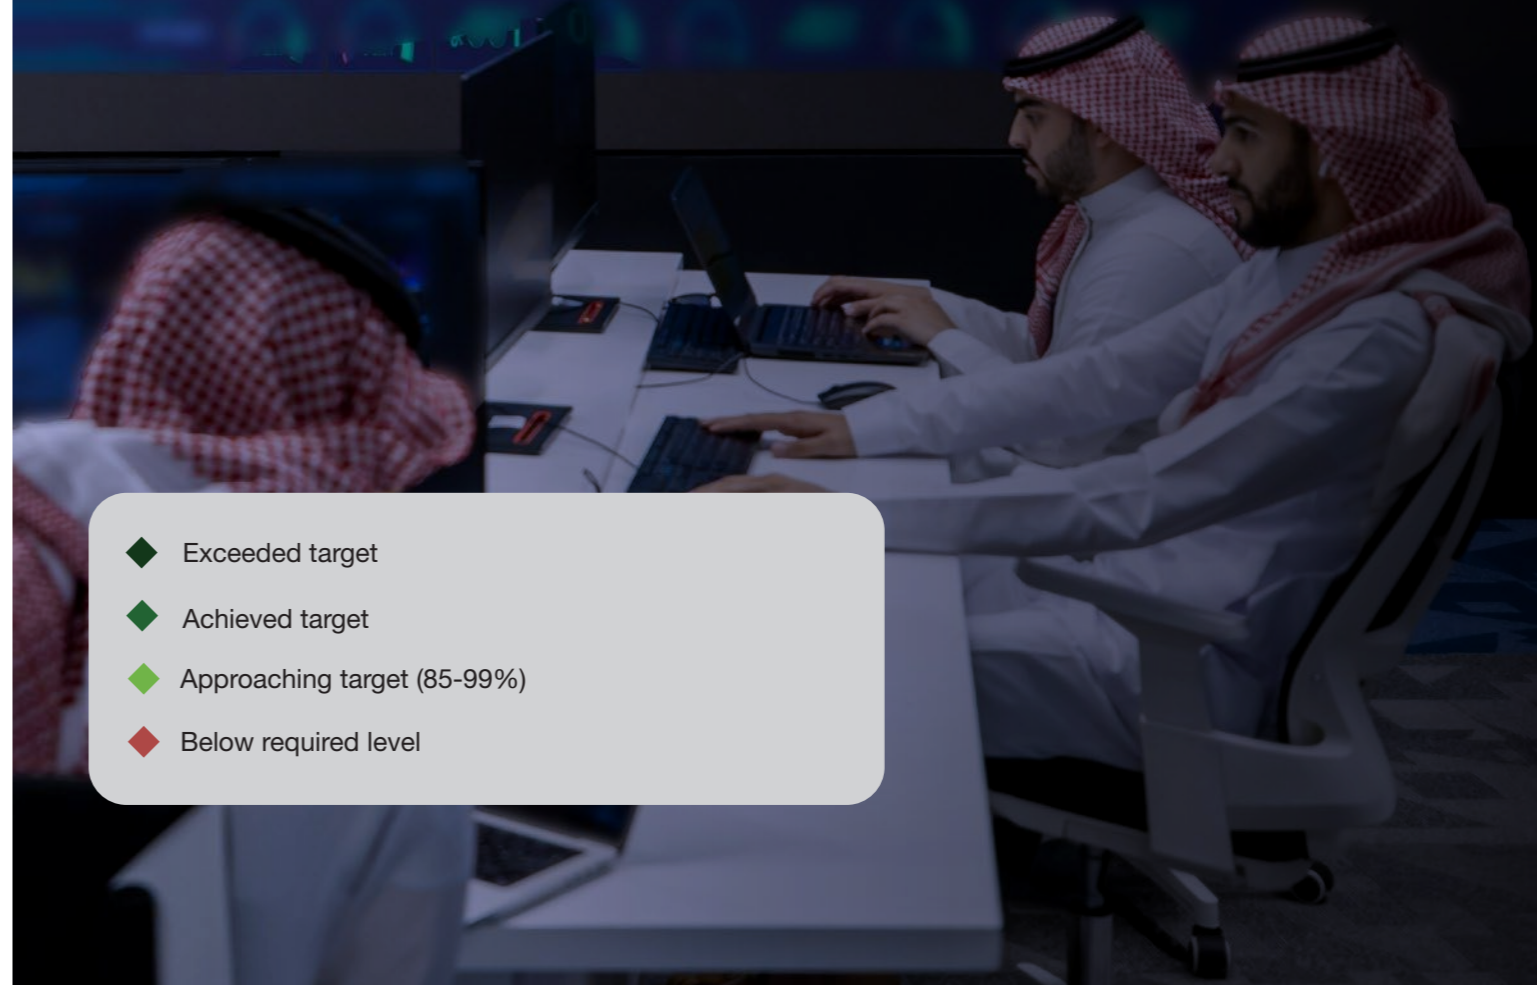 Exceeded target
Achieved target
Approaching target (85-99%)
Below required level